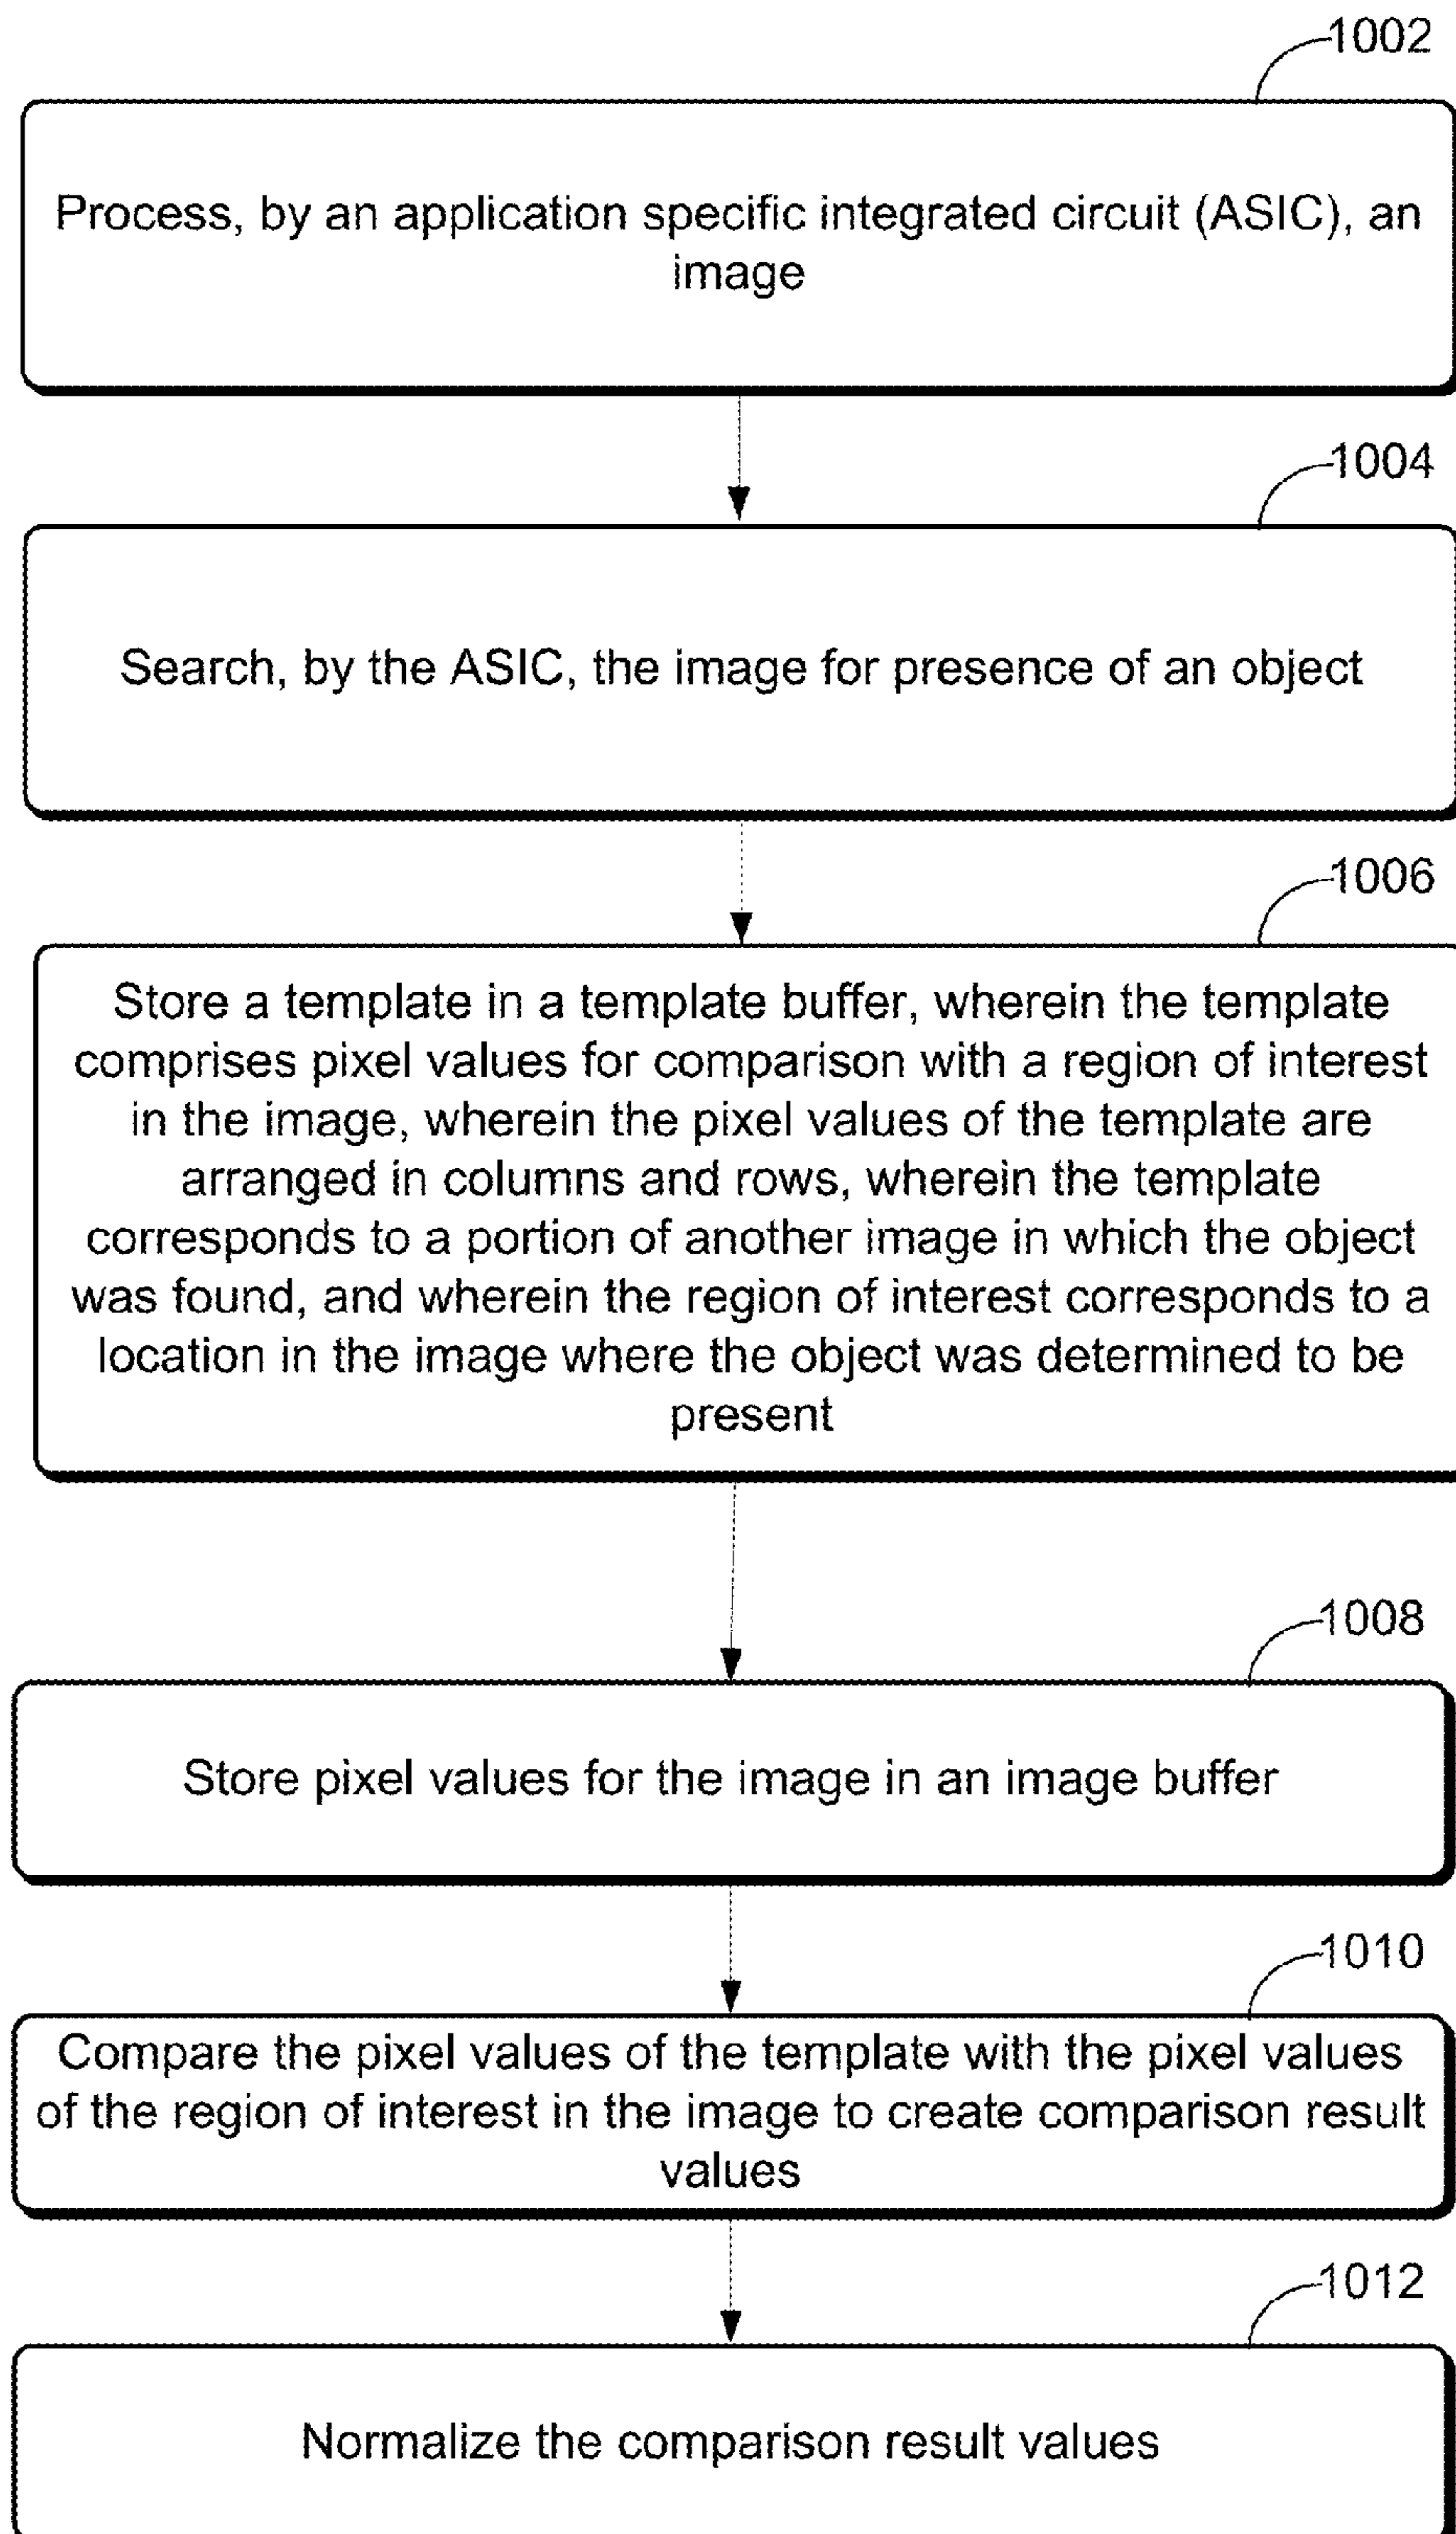 1002
Process, by an application specific integrated circuit (ASIC), an
image
1004
Search, by the ASIC, the image for presence of an object
1006
Store a template in a template buffer, wherein the template
comprises pixel values for comparison with a region of interest
in the image, wherein the pixel values of the template are
arranged in columns and rows, wherein the template
corresponds to a portion of another image in which the object
was found, and wherein the region of interest corresponds to a
location in the image where the object was determined to be
present
1008
Store pixel values for the image in an image buffer
1010
Compare the pixel values of the template with the pixel values
of the region of interest in the image to create comparison result
values
1012
Normalize the comparison result values